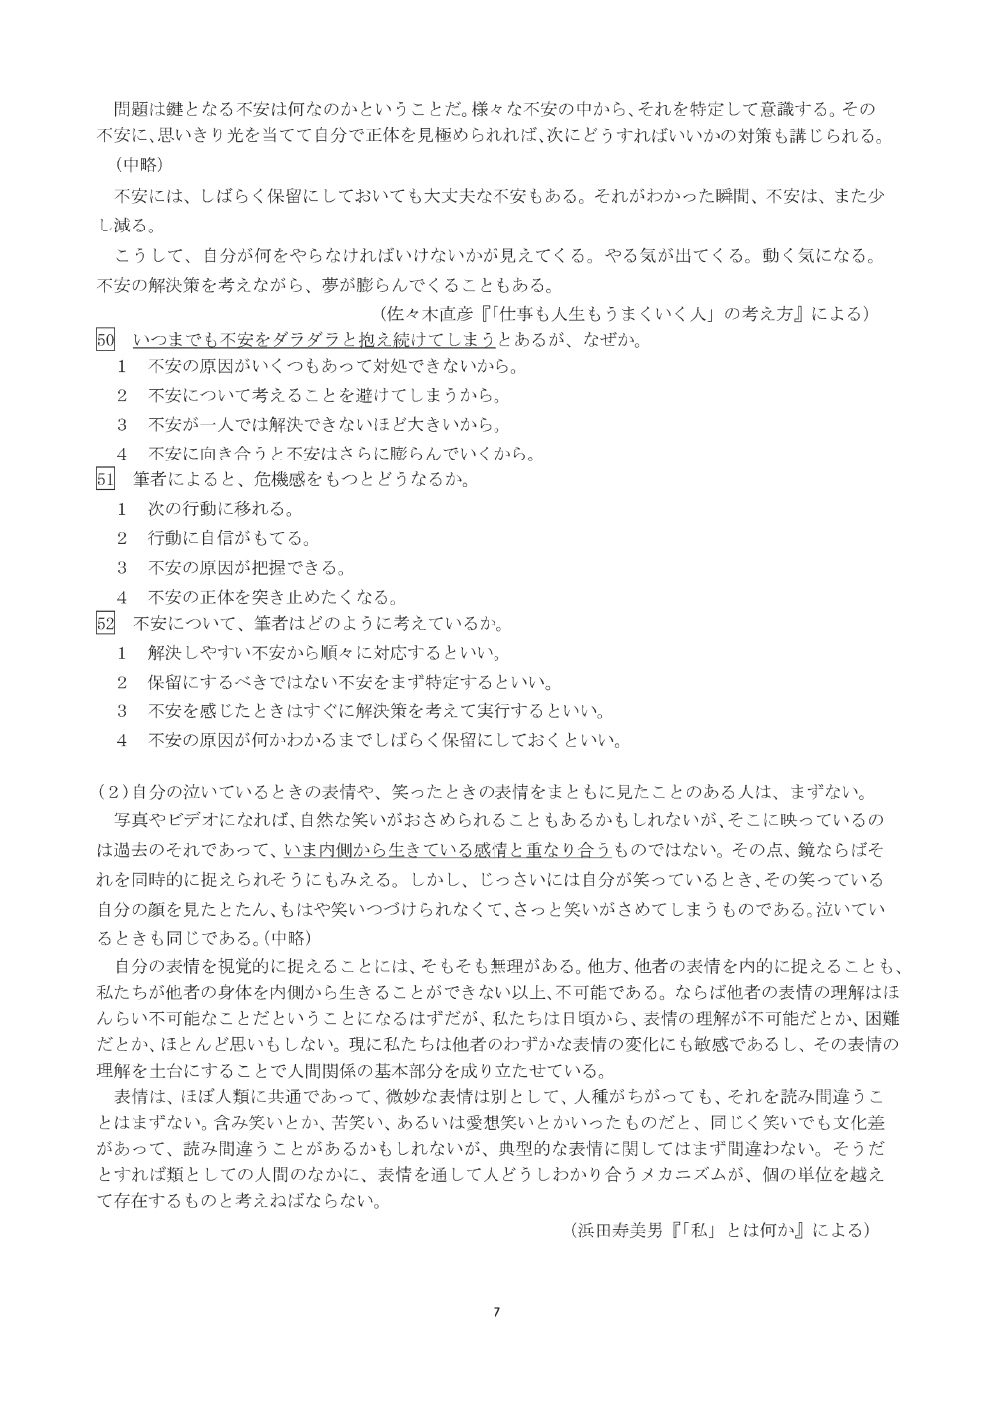 問題は鍵となる不安は何なのかということだ。様々な不安の中から、それを特定して意識する。その
不安に、思いきり光を当てて自分で正体を見極められれば、次にどうすればいいかの対策も講じられる。
（中略）
不安には、しばらく保留にしておいても大丈夫な不安もある。それがわかった瞬間、不安は、また少
し減る。
こうして、自分が何をやらなければいけないかが見えてくる。やる気が出てくる。動く気になる。
不安の解決策を考えながら、夢が膨らんでくることもある。
（佐々木直彦『「仕事も人生もうまくいく人」の考え方』による）
50 いつまでも不安をダラダラと抱え続けてしまうとあるが、なぜか。
1 不安の原因がいくつもあって対処できないから。
2 不安について考えることを避けてしまうから。
3 不安が一人では解決できないほど大きいから。
4 不安に向き合うと不安はさらに膨らんでいくから。
51 筆者によると、危機感をもつとどうなるか。
1 次の行動に移れる。
2 行動に自信がもてる。
3 不安の原因が把握できる。
4 不安の正体を突き止めたくなる。
52 不安について、筆者はどのように考えているか。
1 解決しやすい不安から順々に対応するといい。
2 保留にするべきではない不安をまず特定するといい。
3 不安を感じたときはすぐに解決策を考えて実行するといい。
4 不安の原因が何かわかるまでしばらく保留にしておくといい。
（２）自分の泣いているときの表情や、笑ったときの表情をまともに見たことのある人は、まずない。
写真やビデオになれば、自然な笑いがおさめられることもあるかもしれないが、そこに映っているの
は過去のそれであって、いま内側から生きている感情と重なり合うものではない。その点、鏡ならばそ
れを同時的に捉えられそうにもみえる。しかし、じっさいには自分が笑っているとき、その笑っている
自分の顔を見たとたん、もはや笑いつづけられなくて、さっと笑いがさめてしまうものである。泣いてい
るときも同じである。（中略）
自分の表情を視覚的に捉えることには、そもそも無理がある。他方、他者の表情を内的に捉えることも、
私たちが他者の身体を内側から生きることができない以上、不可能である。ならば他者の表情の理解はほ
んらい不可能なことだということになるはずだが、私たちは日頃から、表情の理解が不可能だとか、困難
だとか、ほとんど思いもしない。現に私たちは他者のわずかな表情の変化にも敏感であるし、その表情の
理解を土台にすることで人間関係の基本部分を成り立たせている。
表情は、ほぼ人類に共通であって、微妙な表情は別として、人種がちがっても、それを読み間違うこ
とはまずない。含み笑いとか、苦笑い、あるいは愛想笑いとかいったものだと、同じく笑いでも文化差
があって、読み間違うことがあるかもしれないが、典型的な表情に関してはまず間違わない。そうだ
とすれば類としての人間のなかに、表情を通して人どうしわかり合うメカニズムが、個の単位を越え
て存在するものと考えねばならない。
（浜田寿美男『「私」とは何か』による）
7